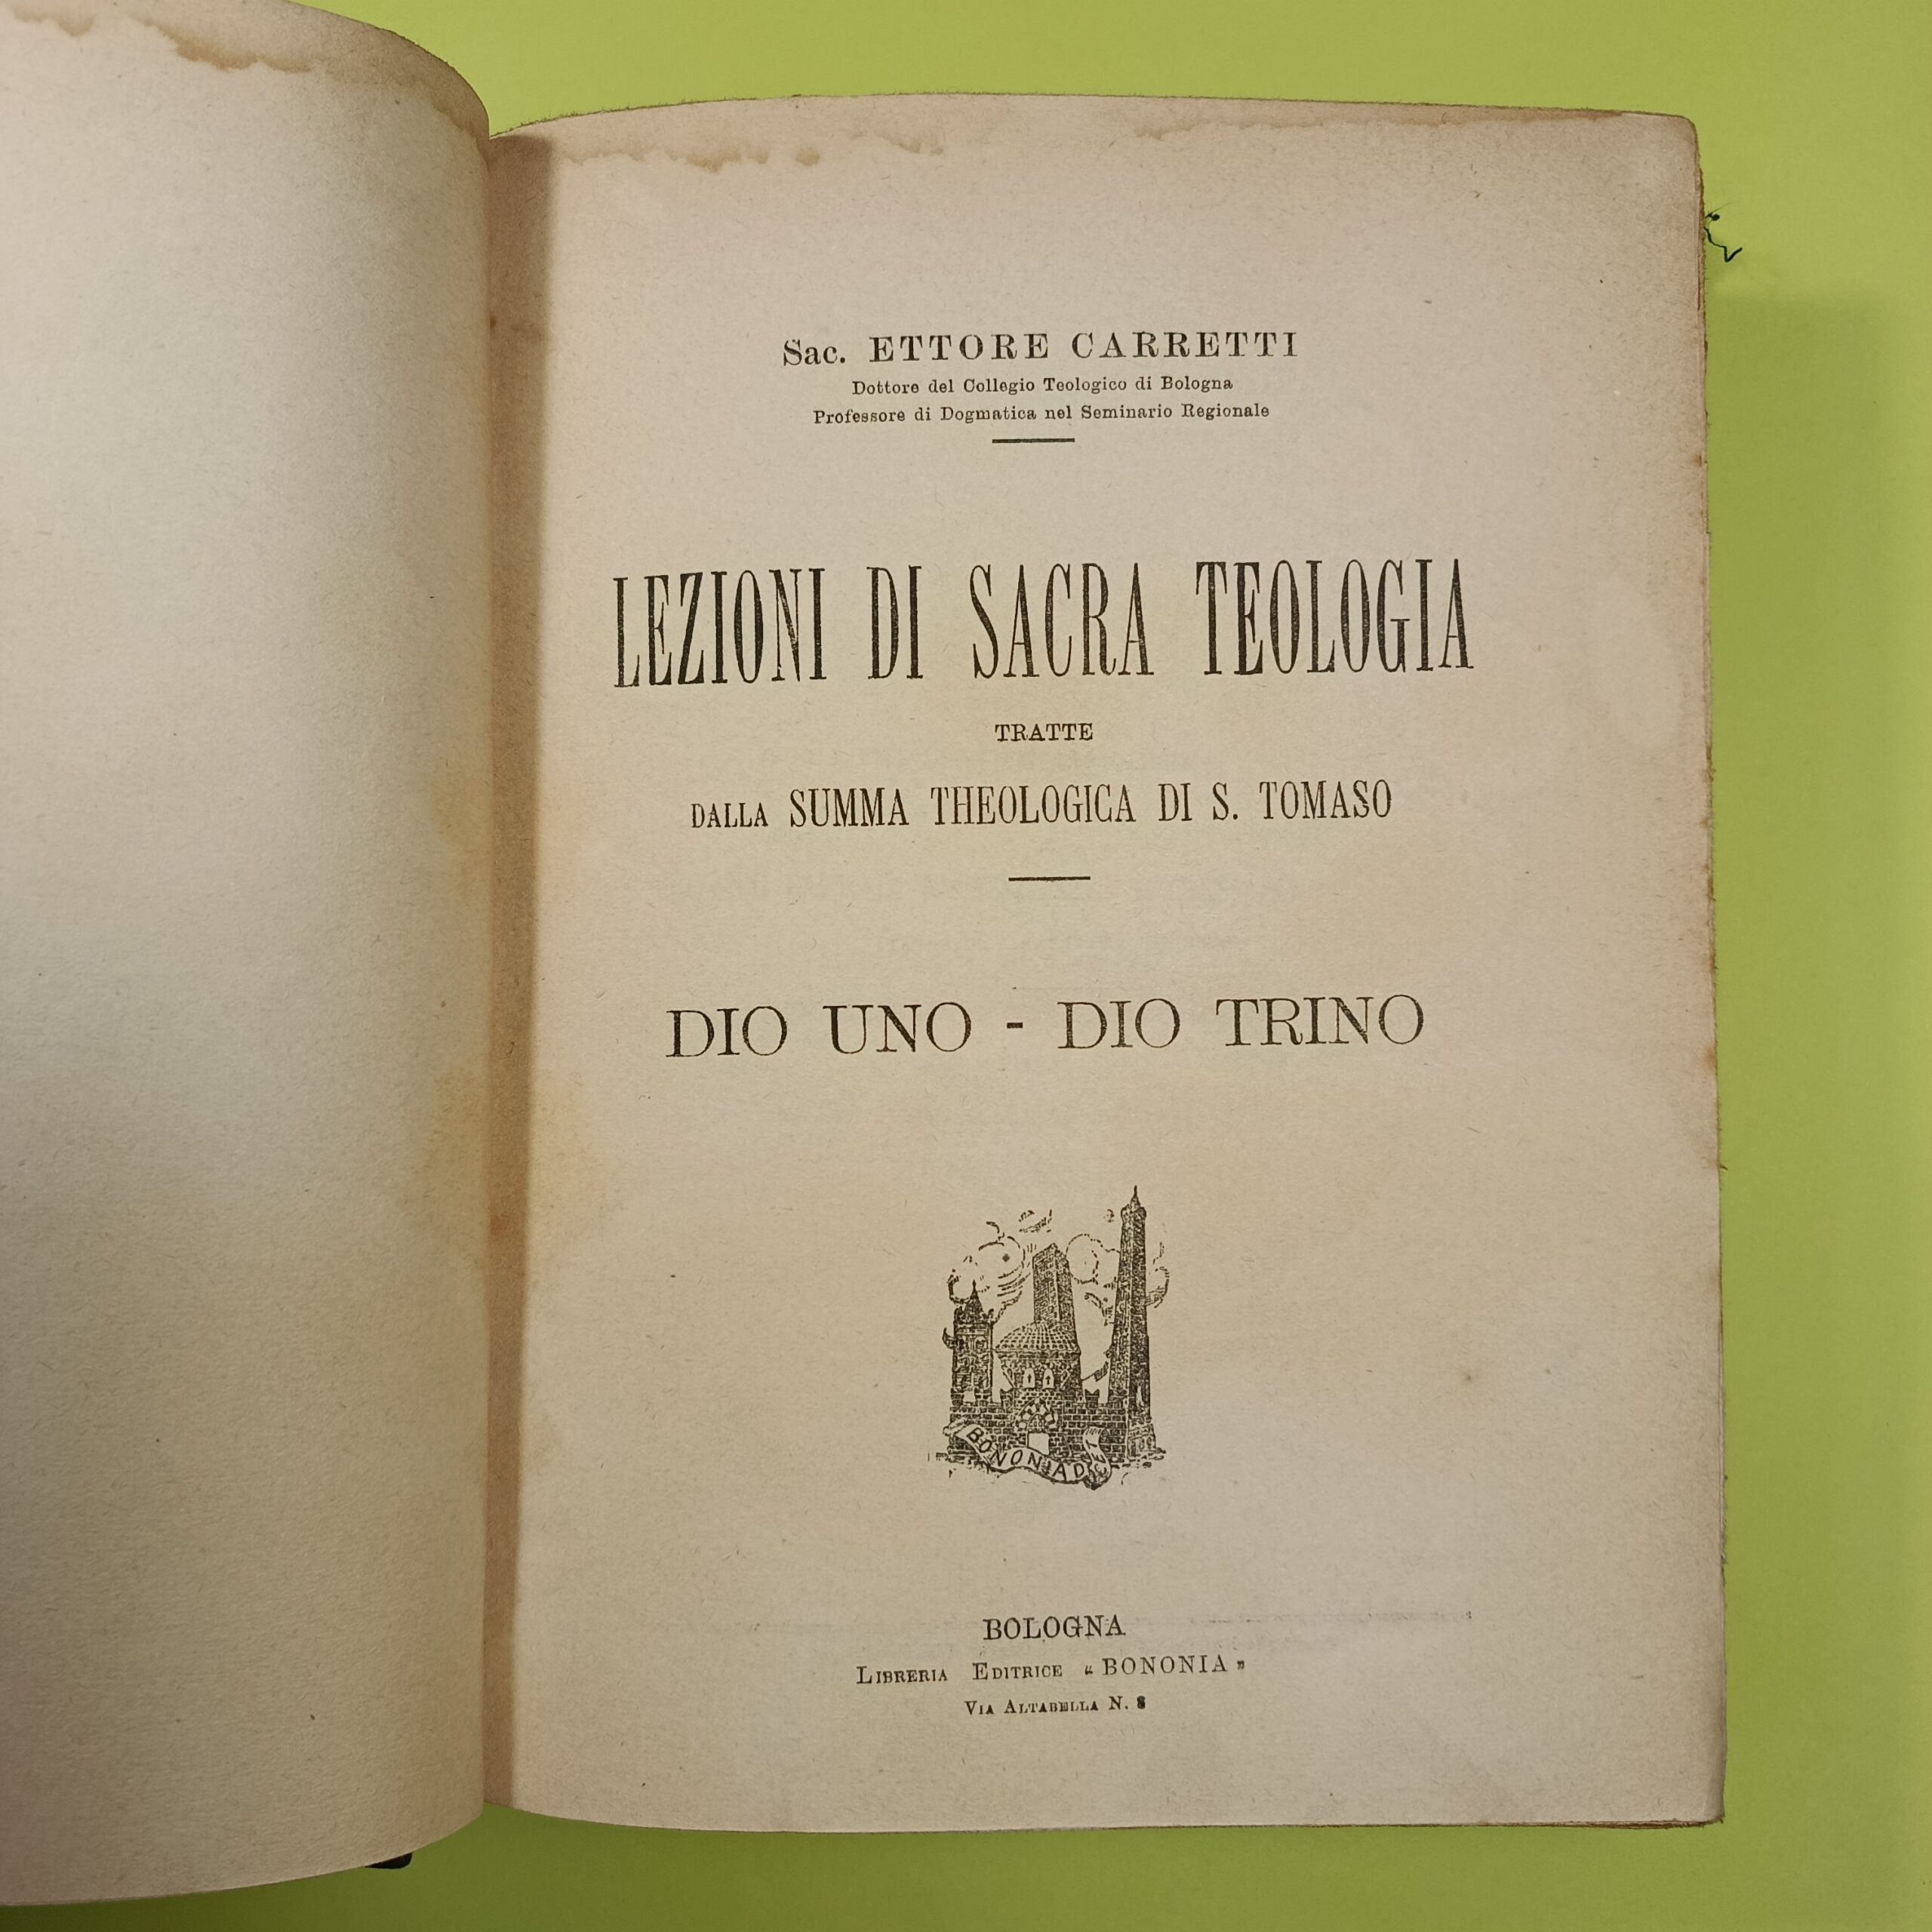 Sac. ETTORE CARRETTI
Dottore del Collegio Teologico di Bologna
Professore di Dogmatica nel Seminario Regionale
LEZIONI DI SACRA TEOLOGIA
TRATTE
DALLA SUMMA THEOLOGICA DI S. TOMASO
DIO UNO - DIO TRINO
BONONIA DOCET
BOLOGNA
LIBRERIA EDITRICE “BONONIA”
VIA ALTABELLA N. 8